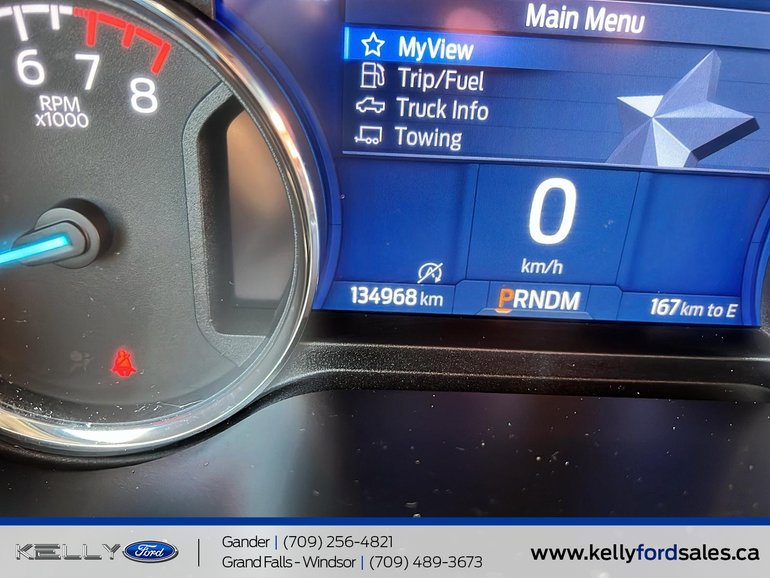 Main Menu
MyView
Trip/Fuel
Truck Info
Towing
6
7
8
RPM
x1000
0
km/h
A
134968 km
PRNDM
167 km to E
KELLY Ford
Gander | (709) 256-4821
Grand Falls - Windsor | (709) 489-3673
www.kellyfordsales.ca